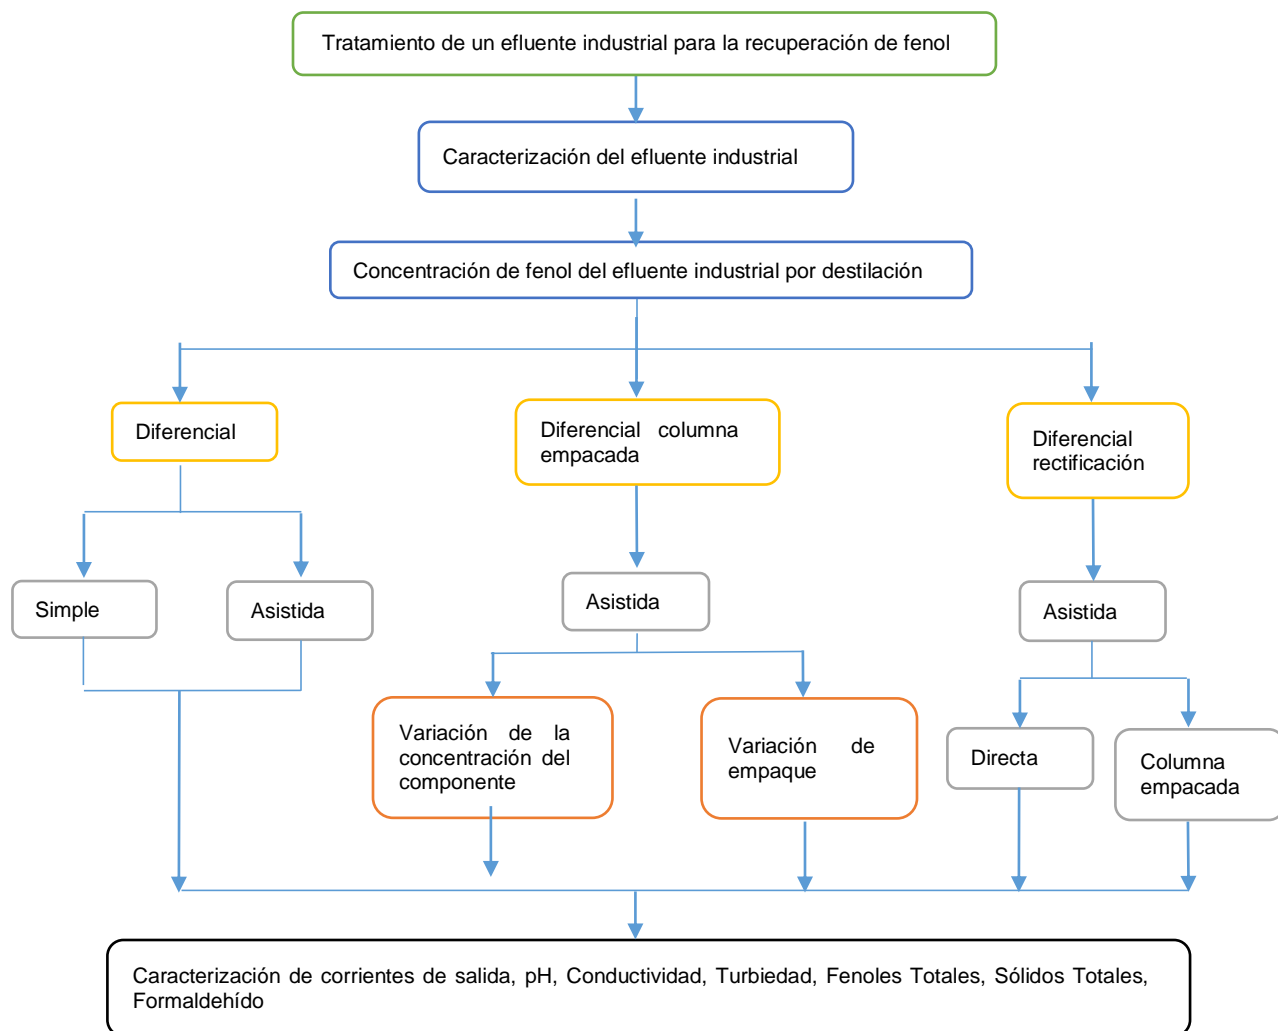 Tratamiento de un efluente industrial para la recuperación de fenol
Caracterización del efluente industrial
Concentración de fenol del efluente industrial por destilación
Diferencial
Diferencial columna
empacada
Diferencial
rectificación
Simple
Asistida
Asistida
Asistida
Variación de la
concentración del
componente
Variación de
empaque
Directa
Columna
empacada
Caracterización de corrientes de salida, pH, Conductividad, Turbiedad, Fenoles Totales, Sólidos Totales,
Formaldehído